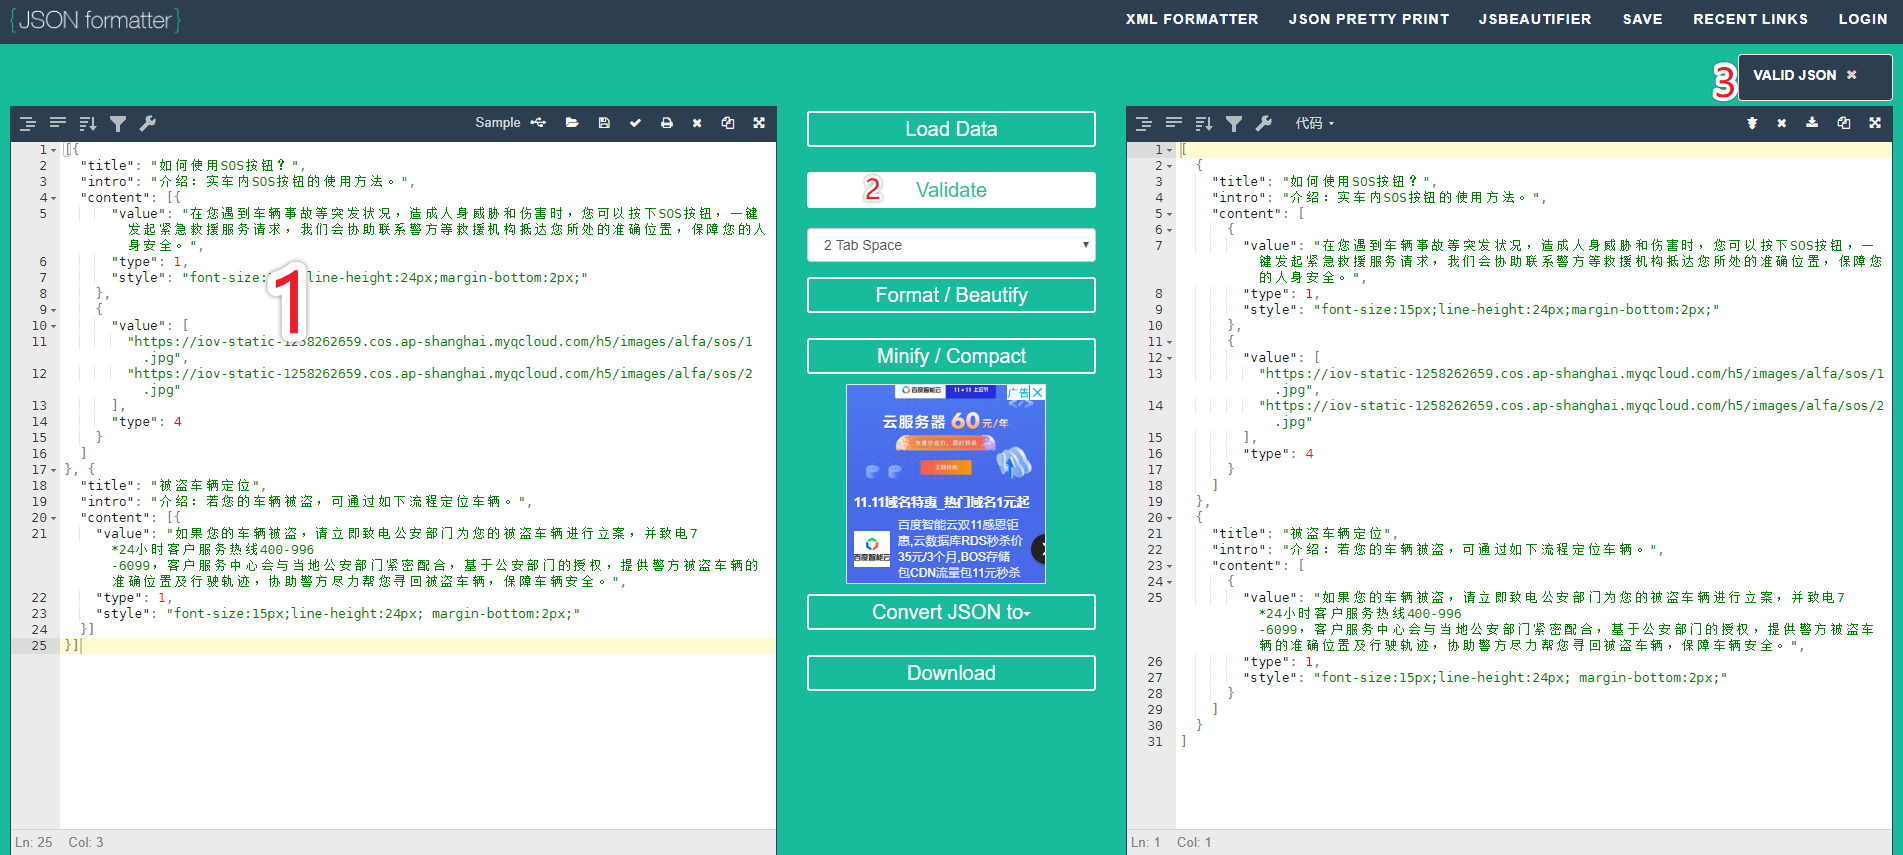 {JSON formatter}
XML FORMATTER JSON PRETTY PRINT JSBEAUTIFIER SAVE RECENT LINKS LOGIN
3
VALID JSON ✖
Sample
1 [{
2 "title": "如何使用SOS按钮？",
3 "intro": "介绍：实车内SOS按钮的使用方法。",
4 "content": [{
5 "value": "在您遇到车辆事故等突发状况，造成人身威胁和伤害时，您可以按下SOS按钮，一键
发起紧急救援服务请求，我们会协助联系警方等救援机构抵达您所处的准确位置，保障您的人
身安全。",
6 "type": 1,
7 "style": "font-size: line-height:24px;margin-bottom:2px;"
8 },
9 {
10 "value": [
11 "https://iov-static-1258262659.cos.ap-shanghai.myqcloud.com/h5/images/alfa/sos/1
.jpg",
12 "https://iov-static-1258262659.cos.ap-shanghai.myqcloud.com/h5/images/alfa/sos/2
.jpg"
13 ],
14 "type": 4
15 }
16 ]
17 }, {
18 "title": "被盗车辆定位",
19 "intro": "介绍：若您的车辆被盗，可通过如下流程定位车辆。",
20 "content": [{
21 "value": "如果您的车辆被盗，请立即致电公安部门为您的被盗车辆进行立案，并致电7
*24小时客户服务热线400-996
-6099，客户服务中心会与当地公安部门紧密配合，基于公安部门的授权，提供警方被盗车辆的
准确位置及行驶轨迹，协助警方尽力帮您寻回被盗车辆，保障车辆安全。",
22 "type": 1,
23 "style": "font-size:15px;line-height:24px; margin-bottom:2px;"
24 }]
25 }]
1
Ln: 25 Col: 3
Load Data
2 Validate
2 Tab Space
Format / Beautify
Minify / Compact
百度智能云 11·11 上云节
广告
云服务器 60元/年
年度性价比，限时秒杀
立即抢购
11.11域名特惠_热门域名1元起
百度智能云双11感恩钜
惠,云数据库RDS秒杀价
35元/3个月,BOS存储
包CDN流量包11元秒杀
百度智能云
Convert JSON to
Download
代码
1 [
2 {
3 "title": "如何使用SOS按钮？",
4 "intro": "介绍：实车内SOS按钮的使用方法。",
5 "content": [
6 {
7 "value": "在您遇到车辆事故等突发状况，造成人身威胁和伤害时，您可以按下SOS按钮，一
键发起紧急救援服务请求，我们会协助联系警方等救援机构抵达您所处的准确位置，保障您
的人身安全。",
8 "type": 1,
9 "style": "font-size:15px;line-height:24px;margin-bottom:2px;"
10 },
11 {
12 "value": [
13 "https://iov-static-1258262659.cos.ap-shanghai.myqcloud.com/h5/images/alfa/sos/1
.jpg",
14 "https://iov-static-1258262659.cos.ap-shanghai.myqcloud.com/h5/images/alfa/sos/2
.jpg"
15 ],
16 "type": 4
17 }
18 ]
19 },
20 {
21 "title": "被盗车辆定位",
22 "intro": "介绍：若您的车辆被盗，可通过如下流程定位车辆。",
23 "content": [
24 {
25 "value": "如果您的车辆被盗，请立即致电公安部门为您的被盗车辆进行立案，并致电7
*24小时客户服务热线400-996
-6099，客户服务中心会与当地公安部门紧密配合，基于公安部门的授权，提供警方被盗车
辆的准确位置及行驶轨迹，协助警方尽力帮您寻回被盗车辆，保障车辆安全。",
26 "type": 1,
27 "style": "font-size:15px;line-height:24px; margin-bottom:2px;"
28 }
29 ]
30 }
31 ]
Ln: 1 Col: 1